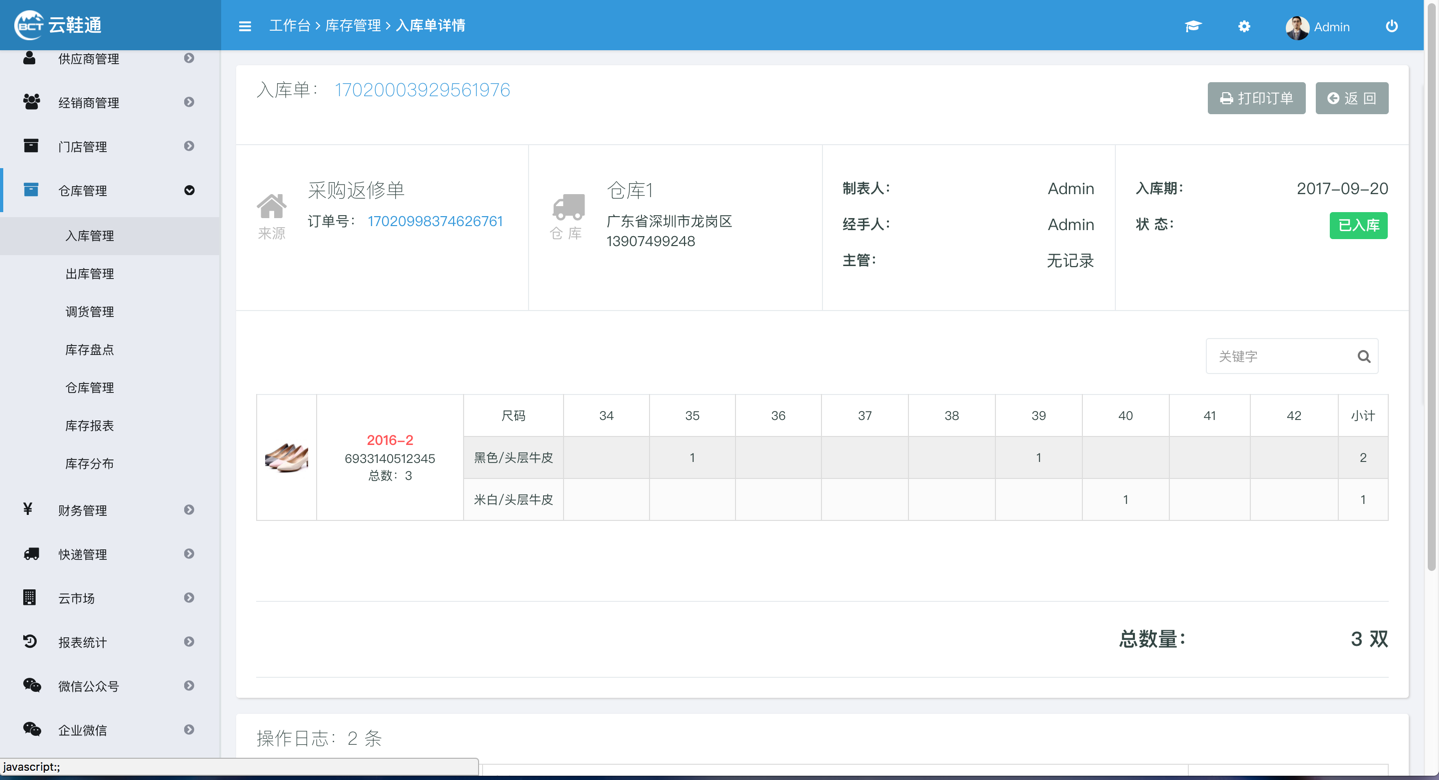 BCT 云鞋通
工作台 > 库存管理 > 入库单详情
Admin
供应商管理
经销商管理
门店管理
仓库管理
入库管理
出库管理
调货管理
库存盘点
仓库管理
库存报表
库存分布
财务管理
快递管理
云市场
报表统计
微信公众号
企业微信
javascript:;
入库单： 17020003929561976
打印订单
返 回
来源
采购返修单
订单号： 17020998374626761
仓 库
仓库1
广东省深圳市龙岗区
13907499248
制表人： Admin
经手人： Admin
主管： 无记录
入库期： 2017-09-20
状 态： 已入库
关键字
2016-2
6933140512345
总数：3
尺码 34 35 36 37 38 39 40 41 42 小计
黑色/头层牛皮 1 1 2
米白/头层牛皮 1 1
总数量： 3 双
操作日志：2 条